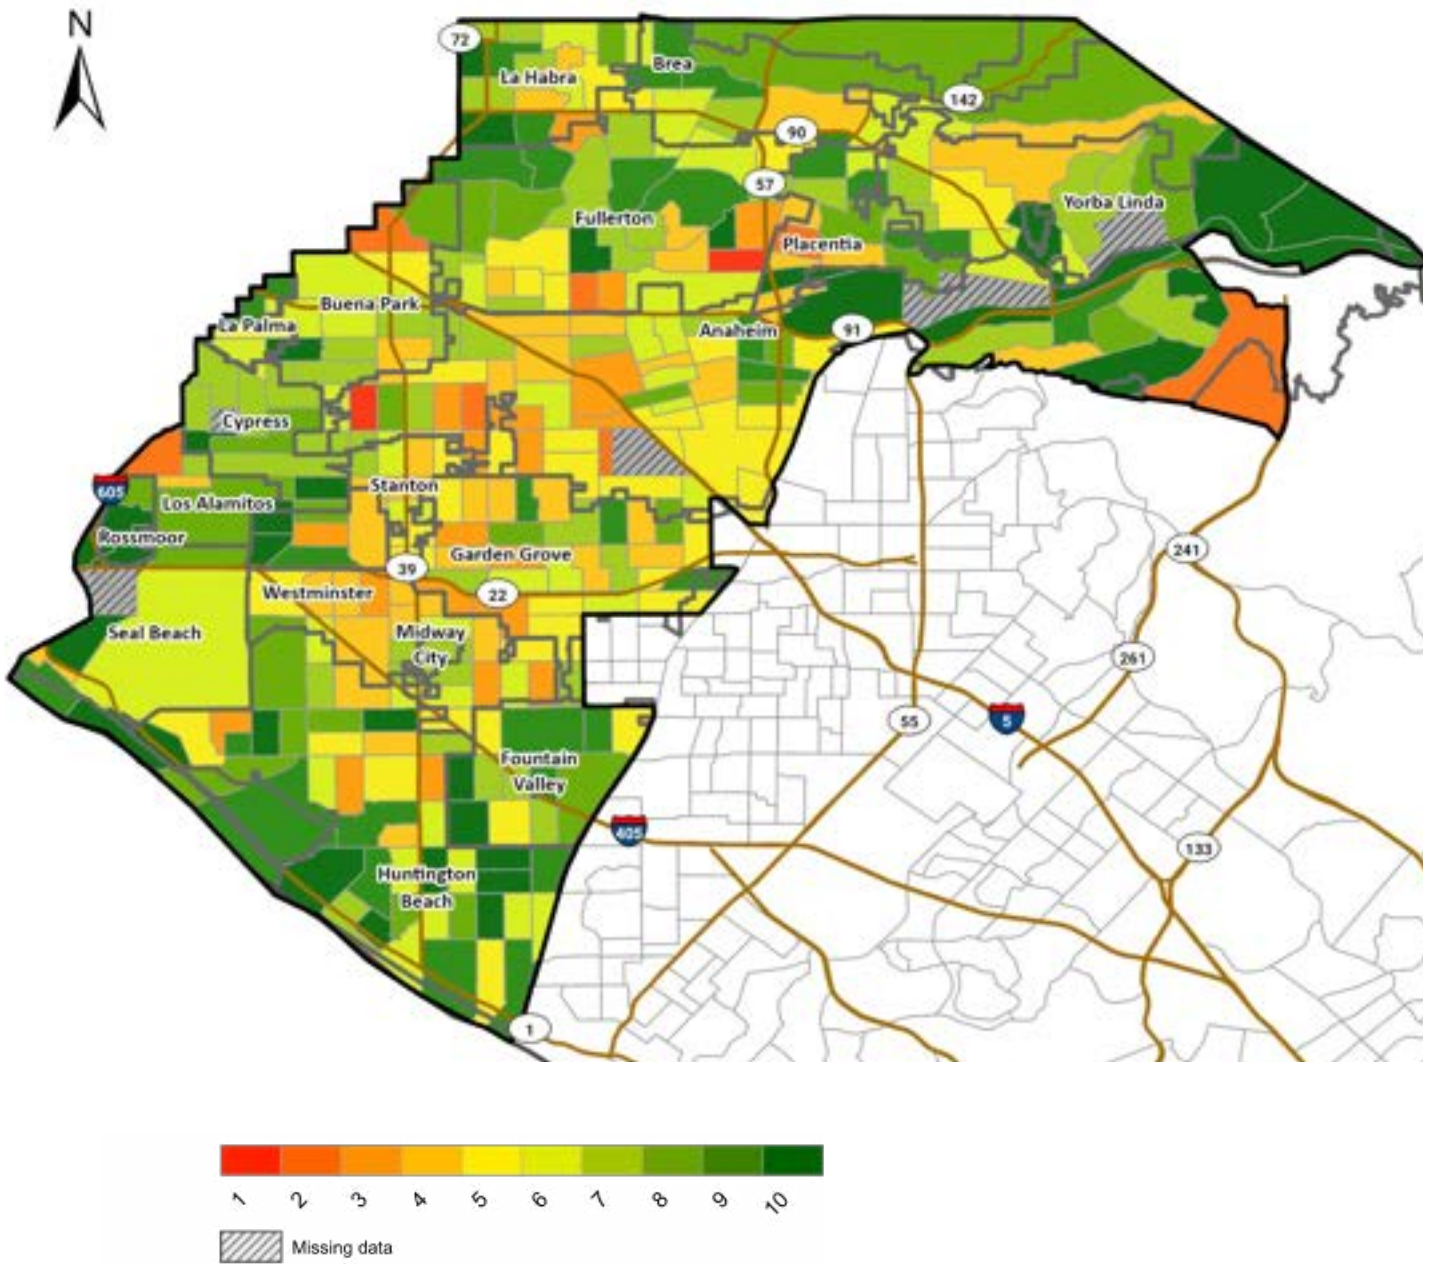 N
72
La Habra
Brea
142
90
57
Yorba Linda
Fullerton
Placentia
Buena Park
La Palma
Anaheim
91
Cypress
605
Stanton
Los Alamitos
Rossmoor
Garden Grove
241
39
22
Westminster
Seal Beach
Midway
City
261
55
5
Fountain
Valley
405
133
Huntington
Beach
1
1 2 3 4 5 6 7 8 9 10
Missing data